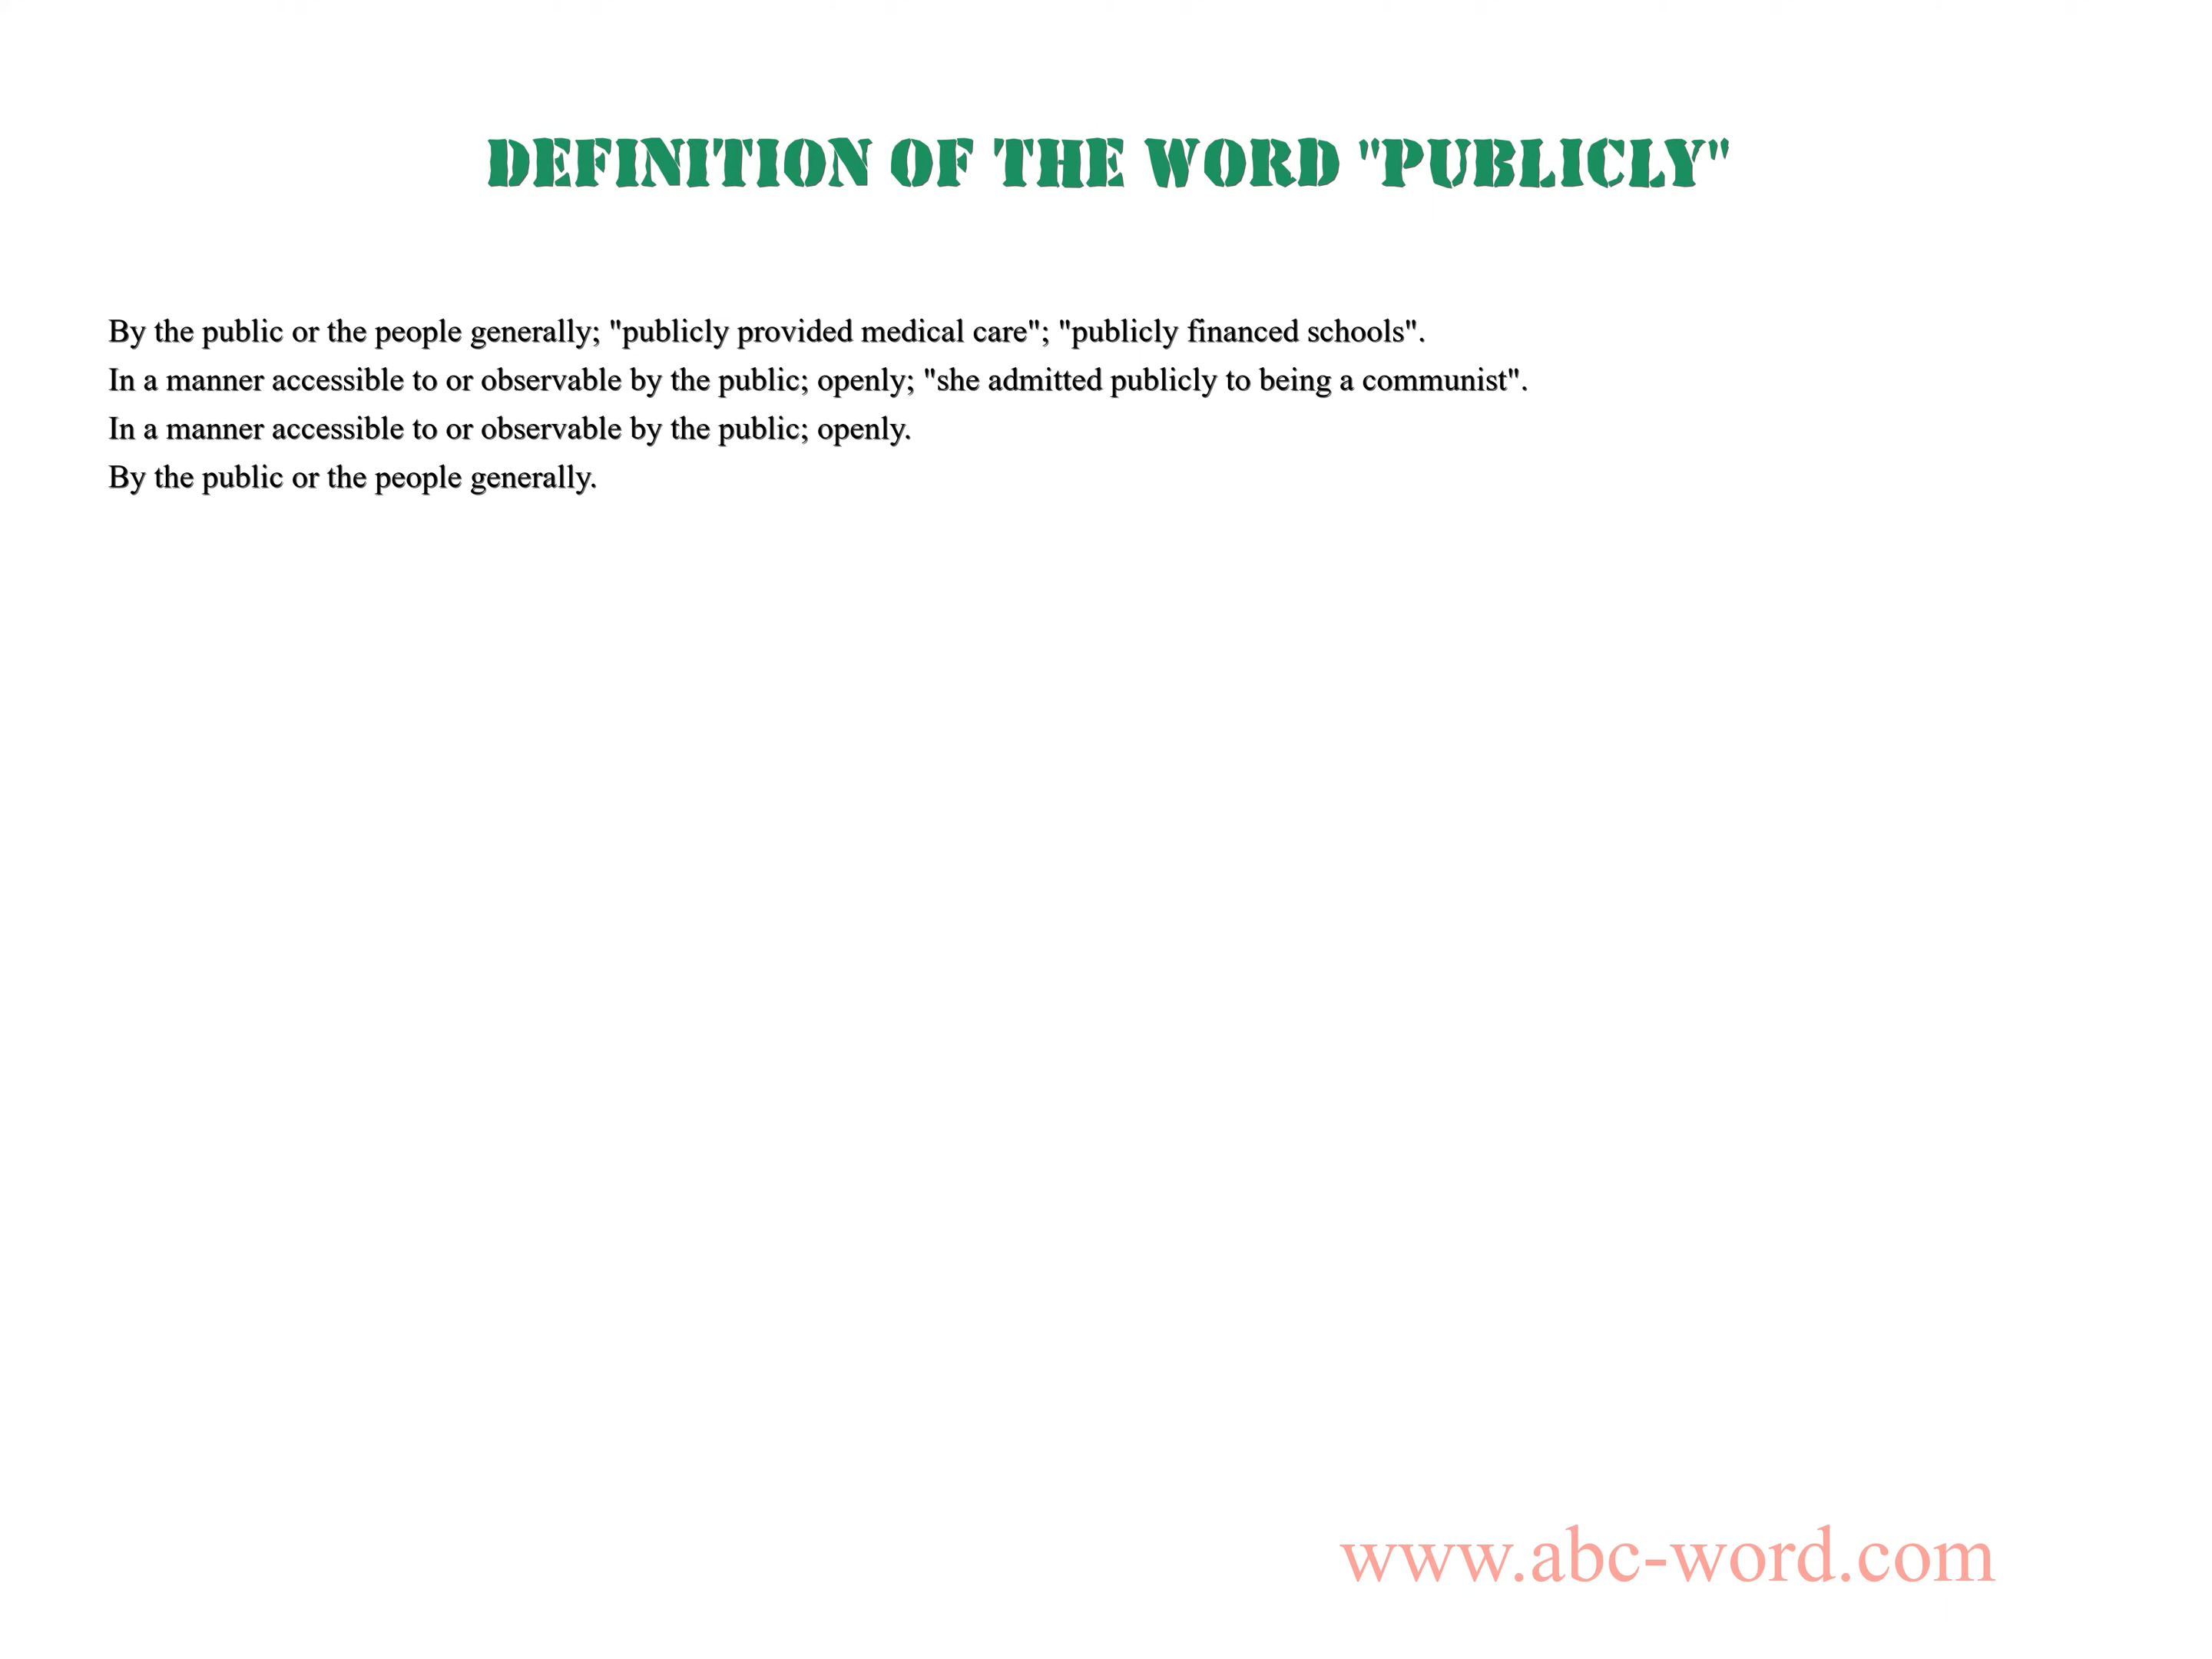 DEFINITION OF THE WORD "PUBLICLY"
By the public or the people generally; "publicly provided medical care"; "publicly financed schools".
In a manner accessible to or observable by the public; openly; "she admitted publicly to being a communist".
In a manner accessible to or observable by the public; openly.
By the public or the people generally.
www.abc-word.com